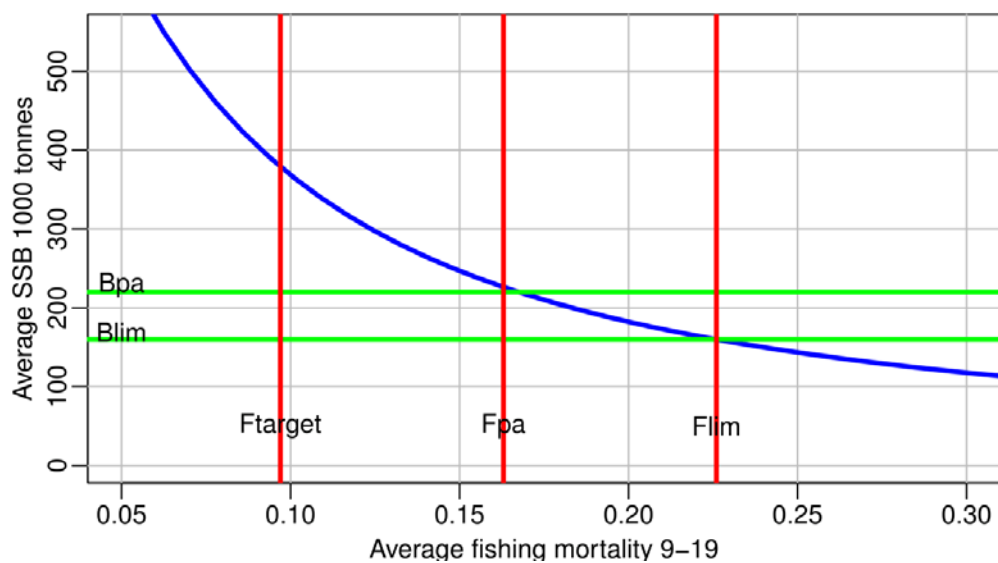 Average SSB 1000 tonnes
500
400
300
200
100
0
Bpa
Blim
Ftarget
Fpa
Flim
0.05 0.10 0.15 0.20 0.25 0.30
Average fishing mortality 9−19